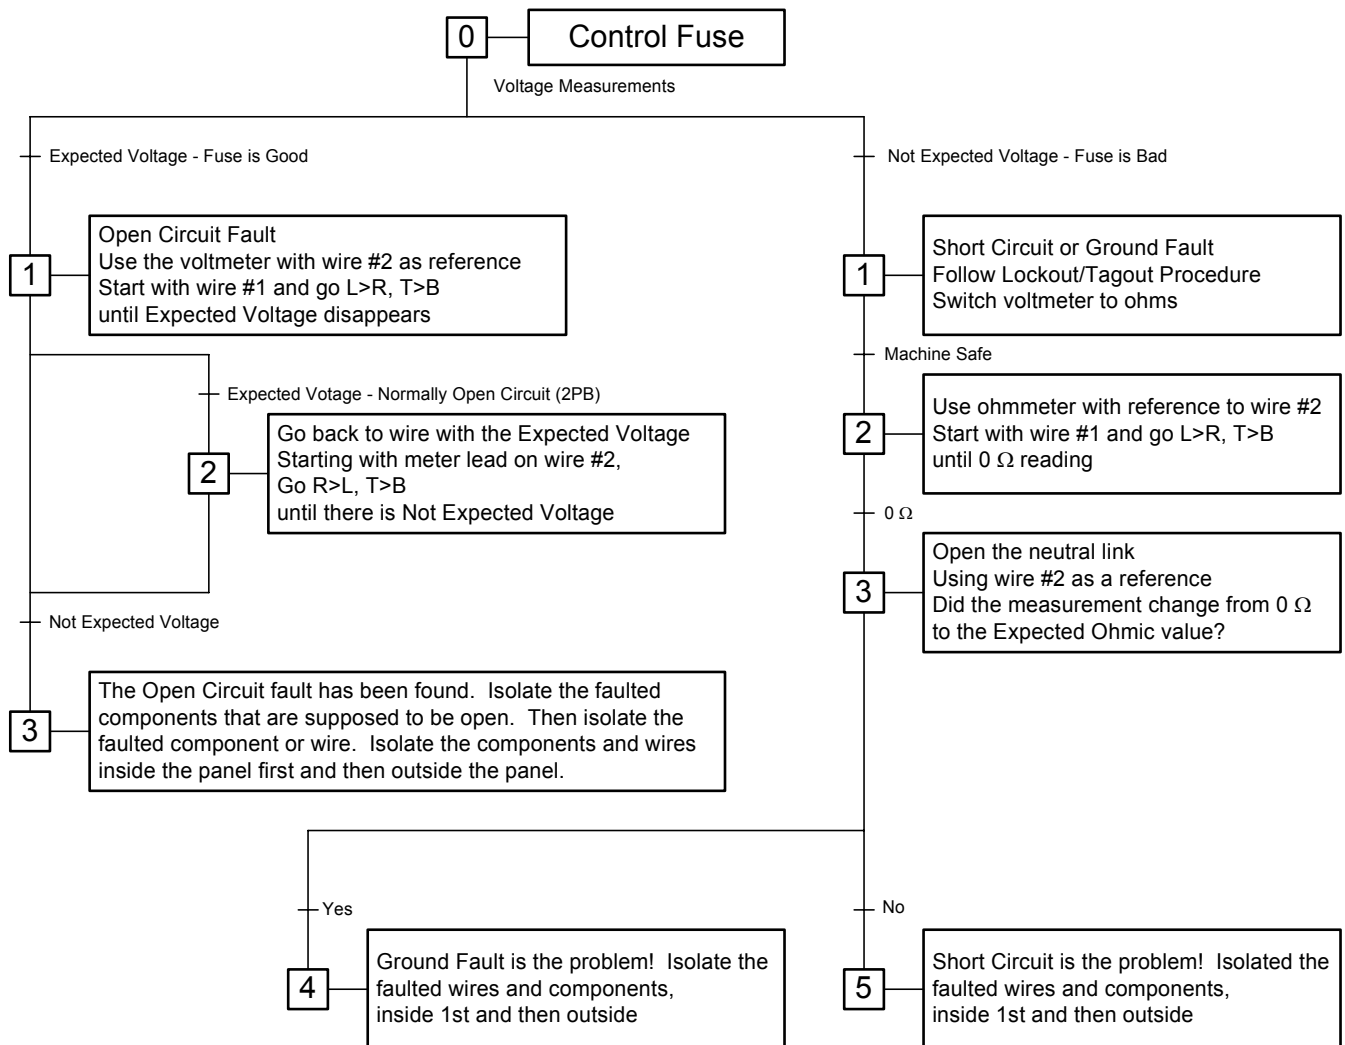 0
Control Fuse
Voltage Measurements
Expected Voltage - Fuse is Good
Not Expected Voltage - Fuse is Bad
1
Open Circuit Fault
Use the voltmeter with wire #2 as reference
Start with wire #1 and go L>R, T>B
until Expected Voltage disappears
1
Short Circuit or Ground Fault
Follow Lockout/Tagout Procedure
Switch voltmeter to ohms
Machine Safe
Expected Votage - Normally Open Circuit (2PB)
2
Go back to wire with the Expected Voltage
Starting with meter lead on wire #2,
Go R>L, T>B
until there is Not Expected Voltage
2
Use ohmmeter with reference to wire #2
Start with wire #1 and go L>R, T>B
until 0 Ω reading
0 Ω
3
Open the neutral link
Using wire #2 as a reference
Did the measurement change from 0 Ω
to the Expected Ohmic value?
Not Expected Voltage
3
The Open Circuit fault has been found.  Isolate the faulted
components that are supposed to be open.  Then isolate the
faulted component or wire.  Isolate the components and wires
inside the panel first and then outside the panel.
Yes
No
4
Ground Fault is the problem!  Isolate the
faulted wires and components,
inside 1st and then outside
5
Short Circuit is the problem!  Isolated the
faulted wires and components,
inside 1st and then outside